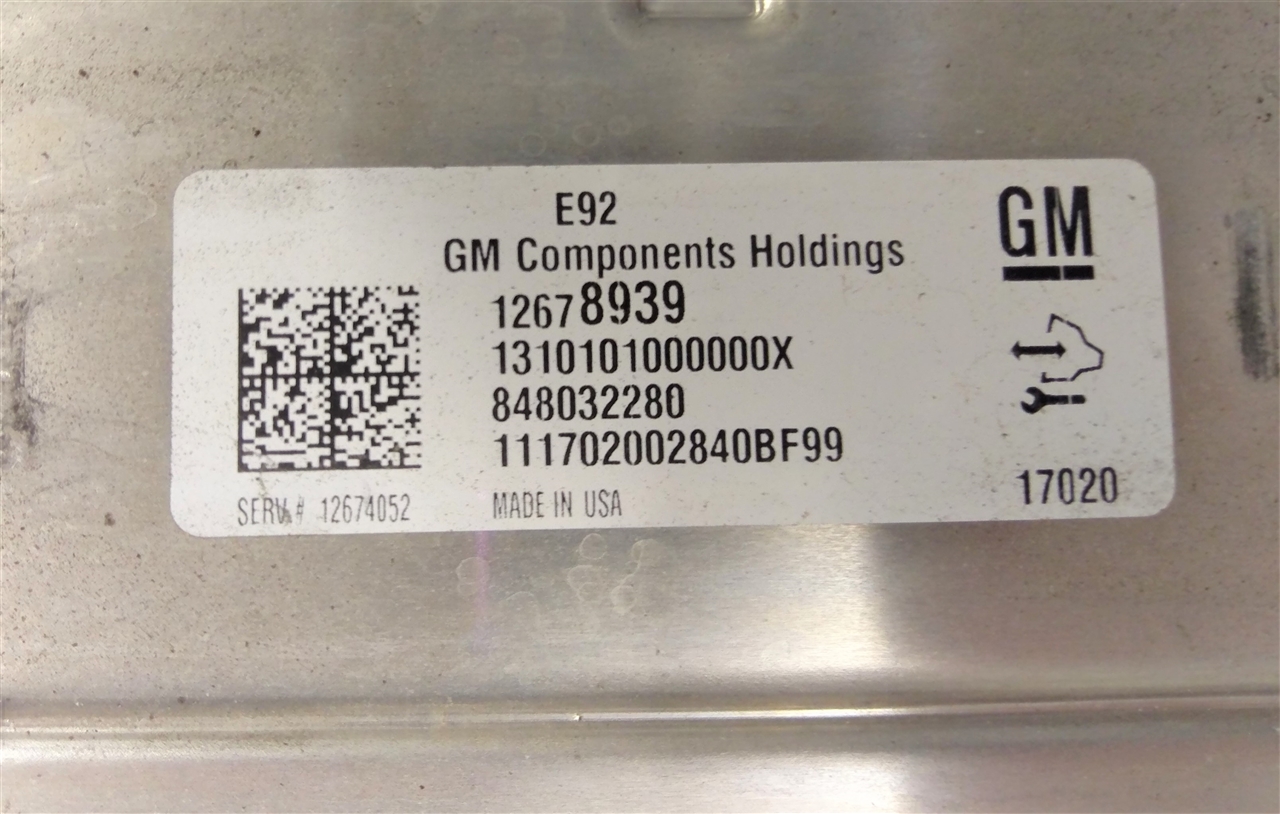 E92
GM Components Holdings
GM
12678939
1310101000000X
848032280
111702002840BF99
SERV.# 12674052
MADE IN USA
17020